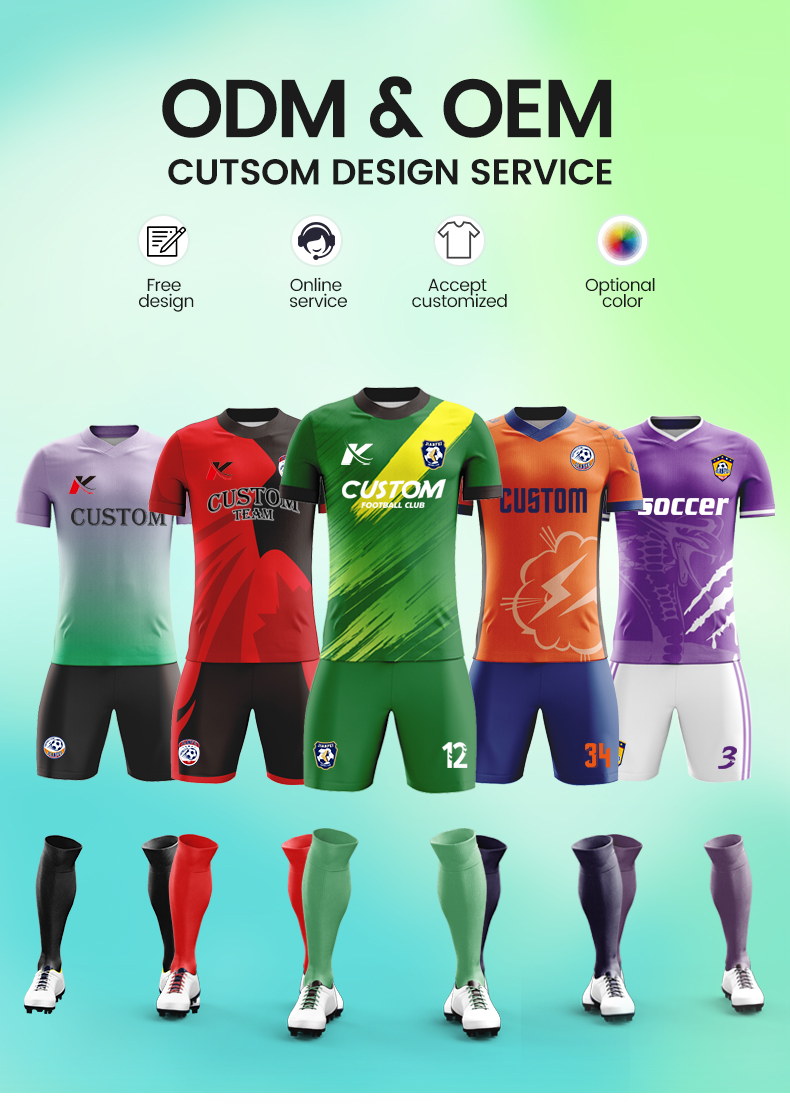 ODM & OEM
CUTSOM DESIGN SERVICE
Free
design
Online
service
Accept
customized
Optional
color
CUSTOM
CUSTOM
TEAM
CUSTOM
FOOTBALL CLUB
CUSTOM
soccer
12
34
3